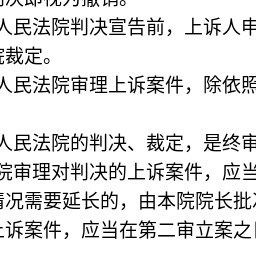 人民法院判决宣告前，上诉人申
裁定。
人民法院审理上诉案件，除依照
人民法院的判决、裁定，是终审
院审理对判决的上诉案件，应当
情况需要延长的，由本院院长批准
上诉案件，应当在第二审立案之日